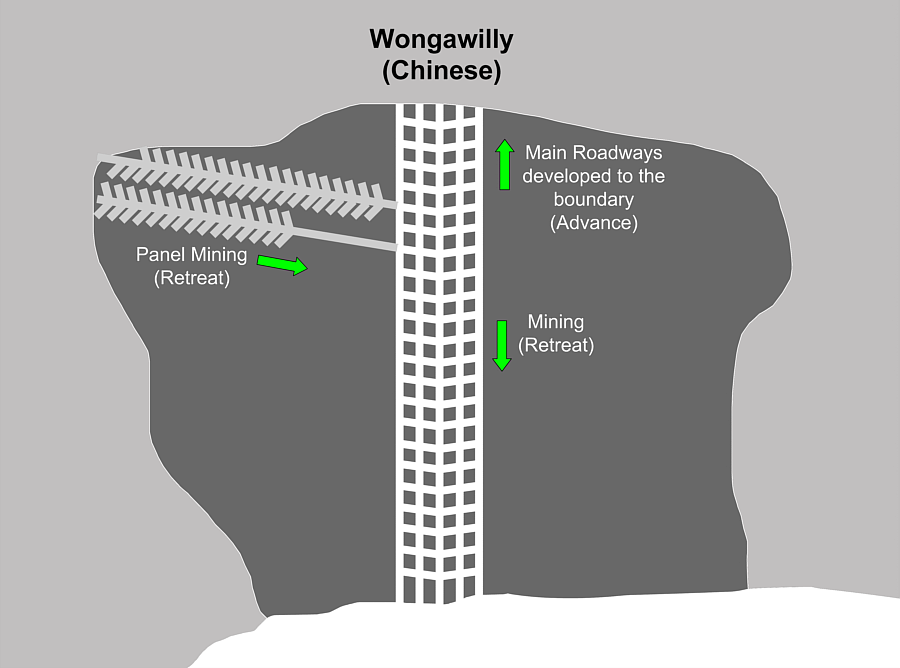 Wongawilly
(Chinese)
Main Roadways
developed to the
boundary
(Advance)
Panel Mining
(Retreat)
Mining
(Retreat)